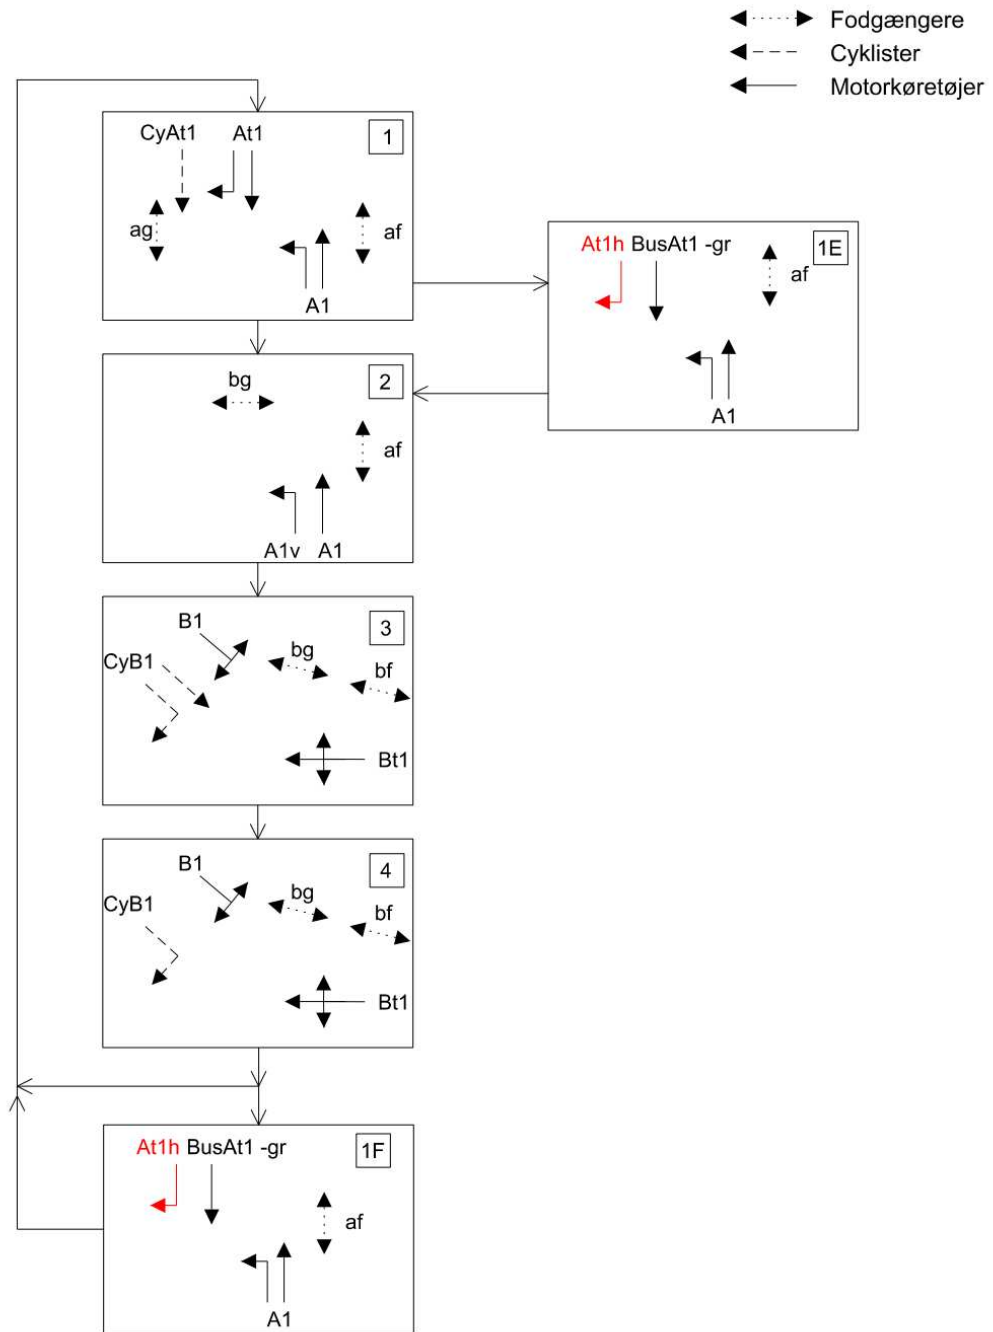 Fodgængere
Cyklister
Motorkøretøjer
CyAt1 At1 1
ag af
A1
At1h BusAt1 -gr 1E
af
A1
2
bg
af
A1v A1
B1 3
CyB1 bg
bf
Bt1
B1 4
CyB1 bg
bf
Bt1
At1h BusAt1 -gr 1F
af
A1